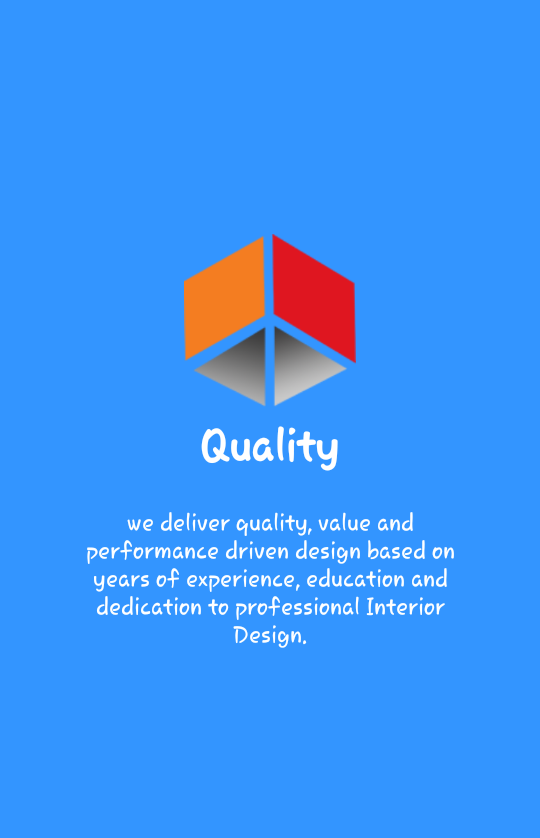 Quality
we deliver quality, value and
performance driven design based on
years of experience, education and
dedication to professional Interior
Design.